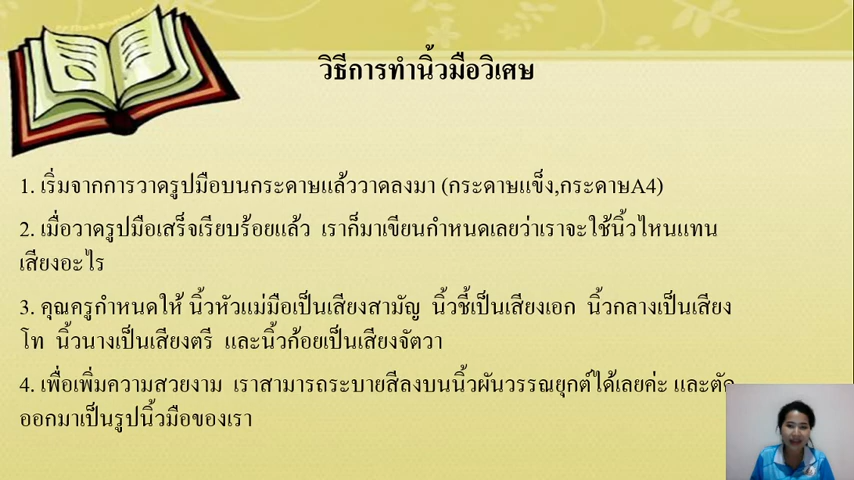 วิธีการทำนิ้วมือวิเศษ
1. เริ่มจากการวาดรูปมือบนกระดาษแล้ววาดลงมา (กระดาษแข็ง,กระดาษA4)
2. เมื่อวาดรูปมือเสร็จเรียบร้อยแล้ว เราก็มาเขียนกำหนดเลยว่าเราจะใช้นิ้วไหนแทน
เสียงอะไร
3. คุณครูกำหนดให้ นิ้วหัวแม่มือเป็นเสียงสามัญ นิ้วชี้เป็นเสียงเอก นิ้วกลางเป็นเสียง
โท นิ้วนางเป็นเสียงตรี และนิ้วก้อยเป็นเสียงจัตวา
4. เพื่อเพิ่มความสวยงาม เราสามารถระบายสีลงบนนิ้วผันวรรณยุกต์ได้เลยค่ะ และตัด
ออกมาเป็นรูปนิ้วมือของเรา